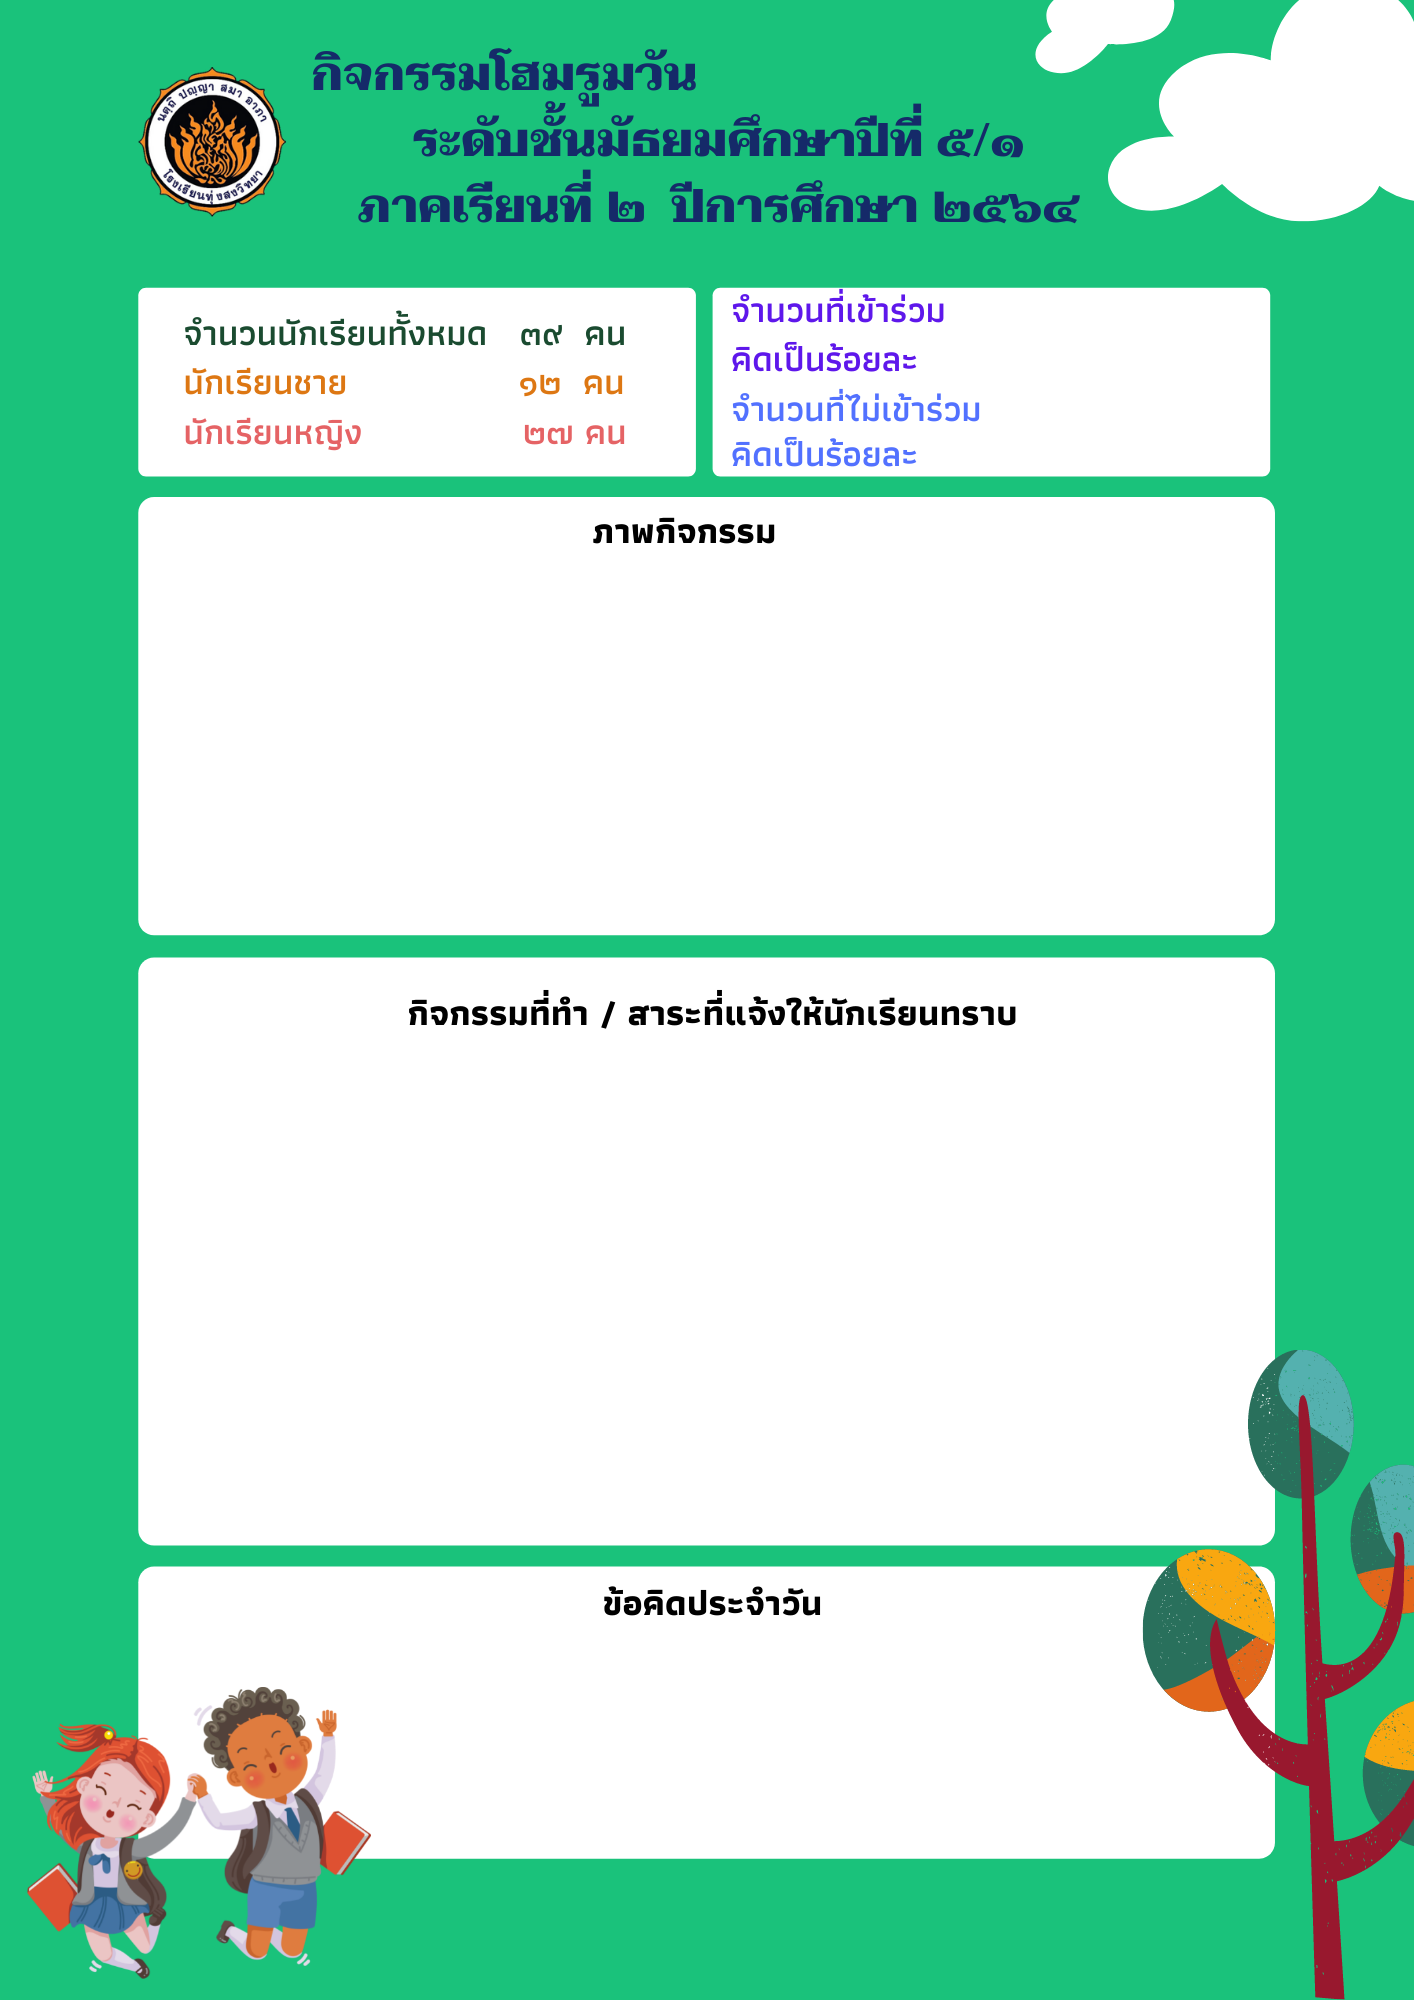 นตฺถิ ปญฺญา สมา อาภา
โรงเรียนทุ่งสงวิทยา
กิจกรรมโฮมรูมวัน
ระดับชั้นมัธยมศึกษาปีที่ ๕/๑
ภาคเรียนที่ ๒ ปีการศึกษา ๒๕๖๔
จำนวนนักเรียนทั้งหมด ๓๙ คน
นักเรียนชาย ๑๒ คน
นักเรียนหญิง ๒๗ คน
จำนวนที่เข้าร่วม
คิดเป็นร้อยละ
จำนวนที่ไม่เข้าร่วม
คิดเป็นร้อยละ
ภาพกิจกรรม
กิจกรรมที่ทำ / สาระที่แจ้งให้นักเรียนทราบ
ข้อคิดประจำวัน